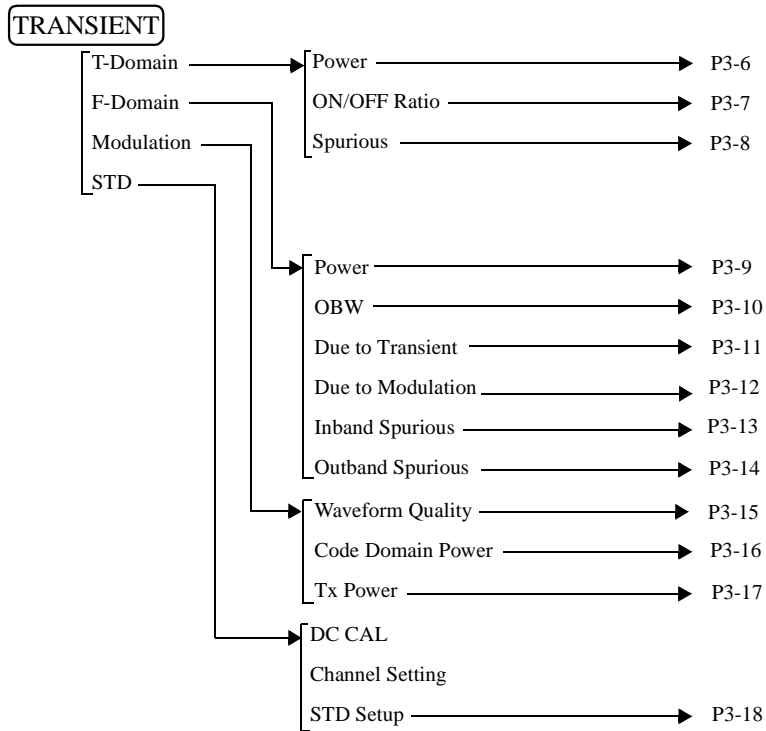 TRANSIENT
T-Domain Power P3-6
F-Domain ON/OFF Ratio P3-7
Modulation Spurious P3-8
STD
Power P3-9
OBW P3-10
Due to Transient P3-11
Due to Modulation P3-12
Inband Spurious P3-13
Outband Spurious P3-14
Waveform Quality P3-15
Code Domain Power P3-16
Tx Power P3-17
DC CAL
Channel Setting
STD Setup P3-18